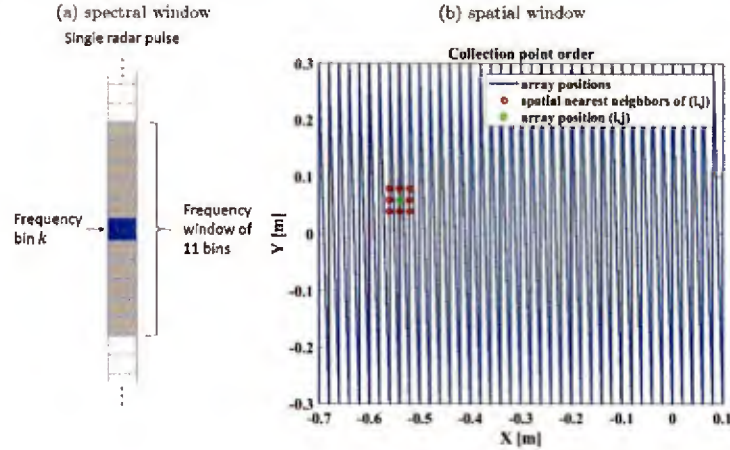 (a) spectral window
Single radar pulse
Frequency
bin k
Frequency
window of
11 bins
(b) spatial window
Collection point order
array positions
spatial nearest neighbors of (i,j)
array position (i,j)
Y [m]
0.3
0.2
0.1
0
-0.1
-0.2
-0.3
-0.7
-0.6
-0.5
-0.4
-0.3
-0.2
-0.1
0
0.1
X [m]